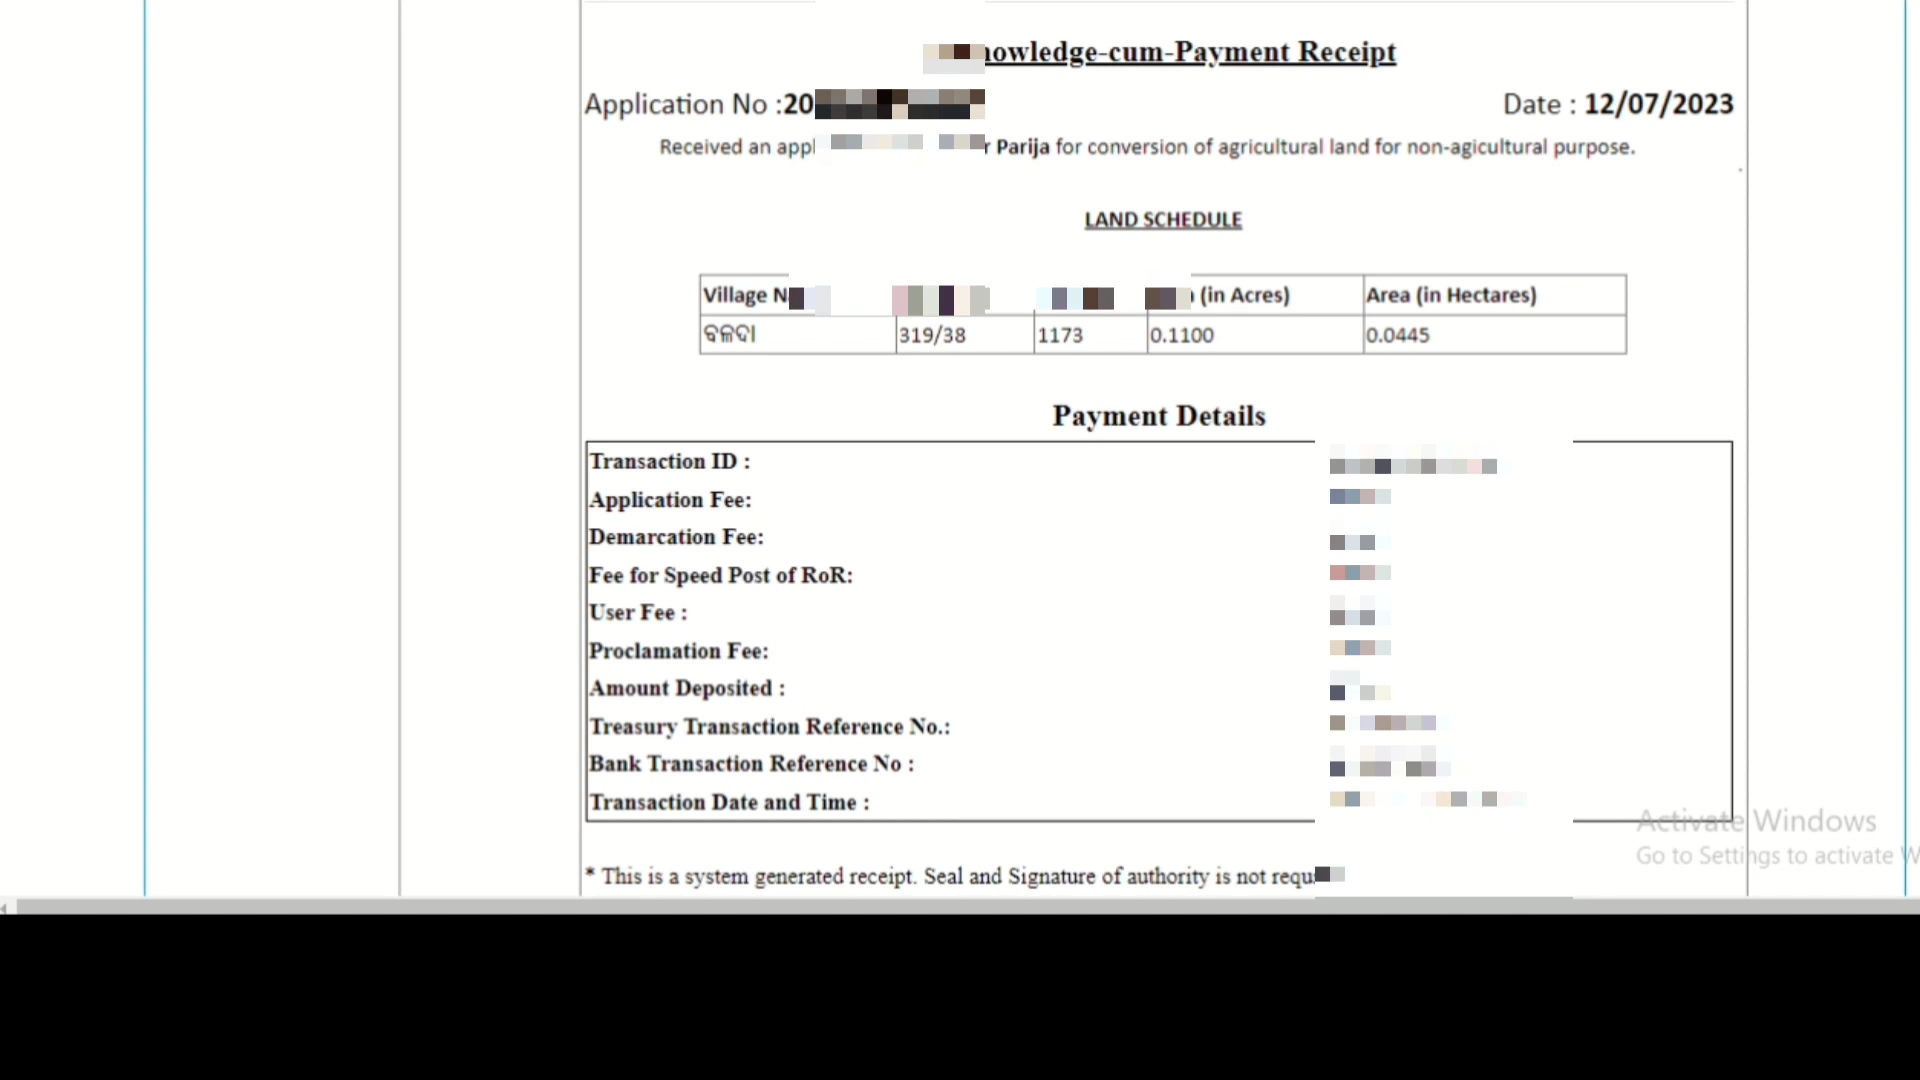 nowledge-cum-Payment Receipt
Application No :20 Date : 12/07/2023
Received an appl r Parija for conversion of agricultural land for non-agicultural purpose.
LAND SCHEDULE
Village N (in Acres) Area (in Hectares)
319/38 1173 0.1100 0.0445
Payment Details
Transaction ID :
Application Fee:
Demarcation Fee:
Fee for Speed Post of RoR:
User Fee :
Proclamation Fee:
Amount Deposited :
Treasury Transaction Reference No.:
Bank Transaction Reference No :
Transaction Date and Time :
Activate Windows
Go to Settings to activate W
* This is a system generated receipt. Seal and Signature of authority is not requ